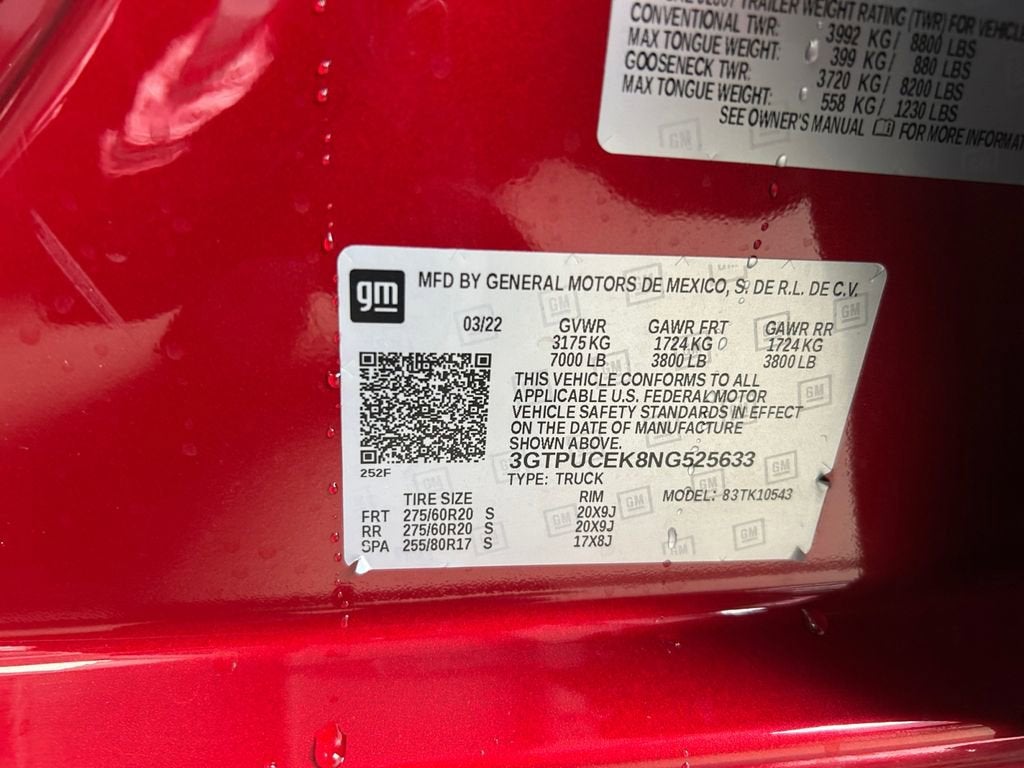 TRAILER WEIGHT RATING (TWR) FOR VEHICLE
CONVENTIONAL TWR: 3992 KG/ 8800 LBS
MAX TONGUE WEIGHT: 399 KG/ 880 LBS
GOOSENECK TWR: 3720 KG/ 8200 LBS
MAX TONGUE WEIGHT: 558 KG/ 1230 LBS
SEE OWNER'S MANUAL FOR MORE INFORMAT
gm
MFD BY GENERAL MOTORS DE MEXICO, S. DE R.L. DE C.V.
03/22 GVWR GAWR FRT GAWR RR
3175 KG 1724 KG 1724 KG
7000 LB 3800 LB 3800 LB
THIS VEHICLE CONFORMS TO ALL
APPLICABLE U.S. FEDERAL MOTOR
VEHICLE SAFETY STANDARDS IN EFFECT
ON THE DATE OF MANUFACTURE
SHOWN ABOVE.
3GTPUCEK8NG525633
252F
TYPE: TRUCK
TIRE SIZE RIM MODEL: 83TK10543
FRT 275/60R20 S 20X9J
RR 275/60R20 S 20X9J
SPA 255/80R17 S 17X8J